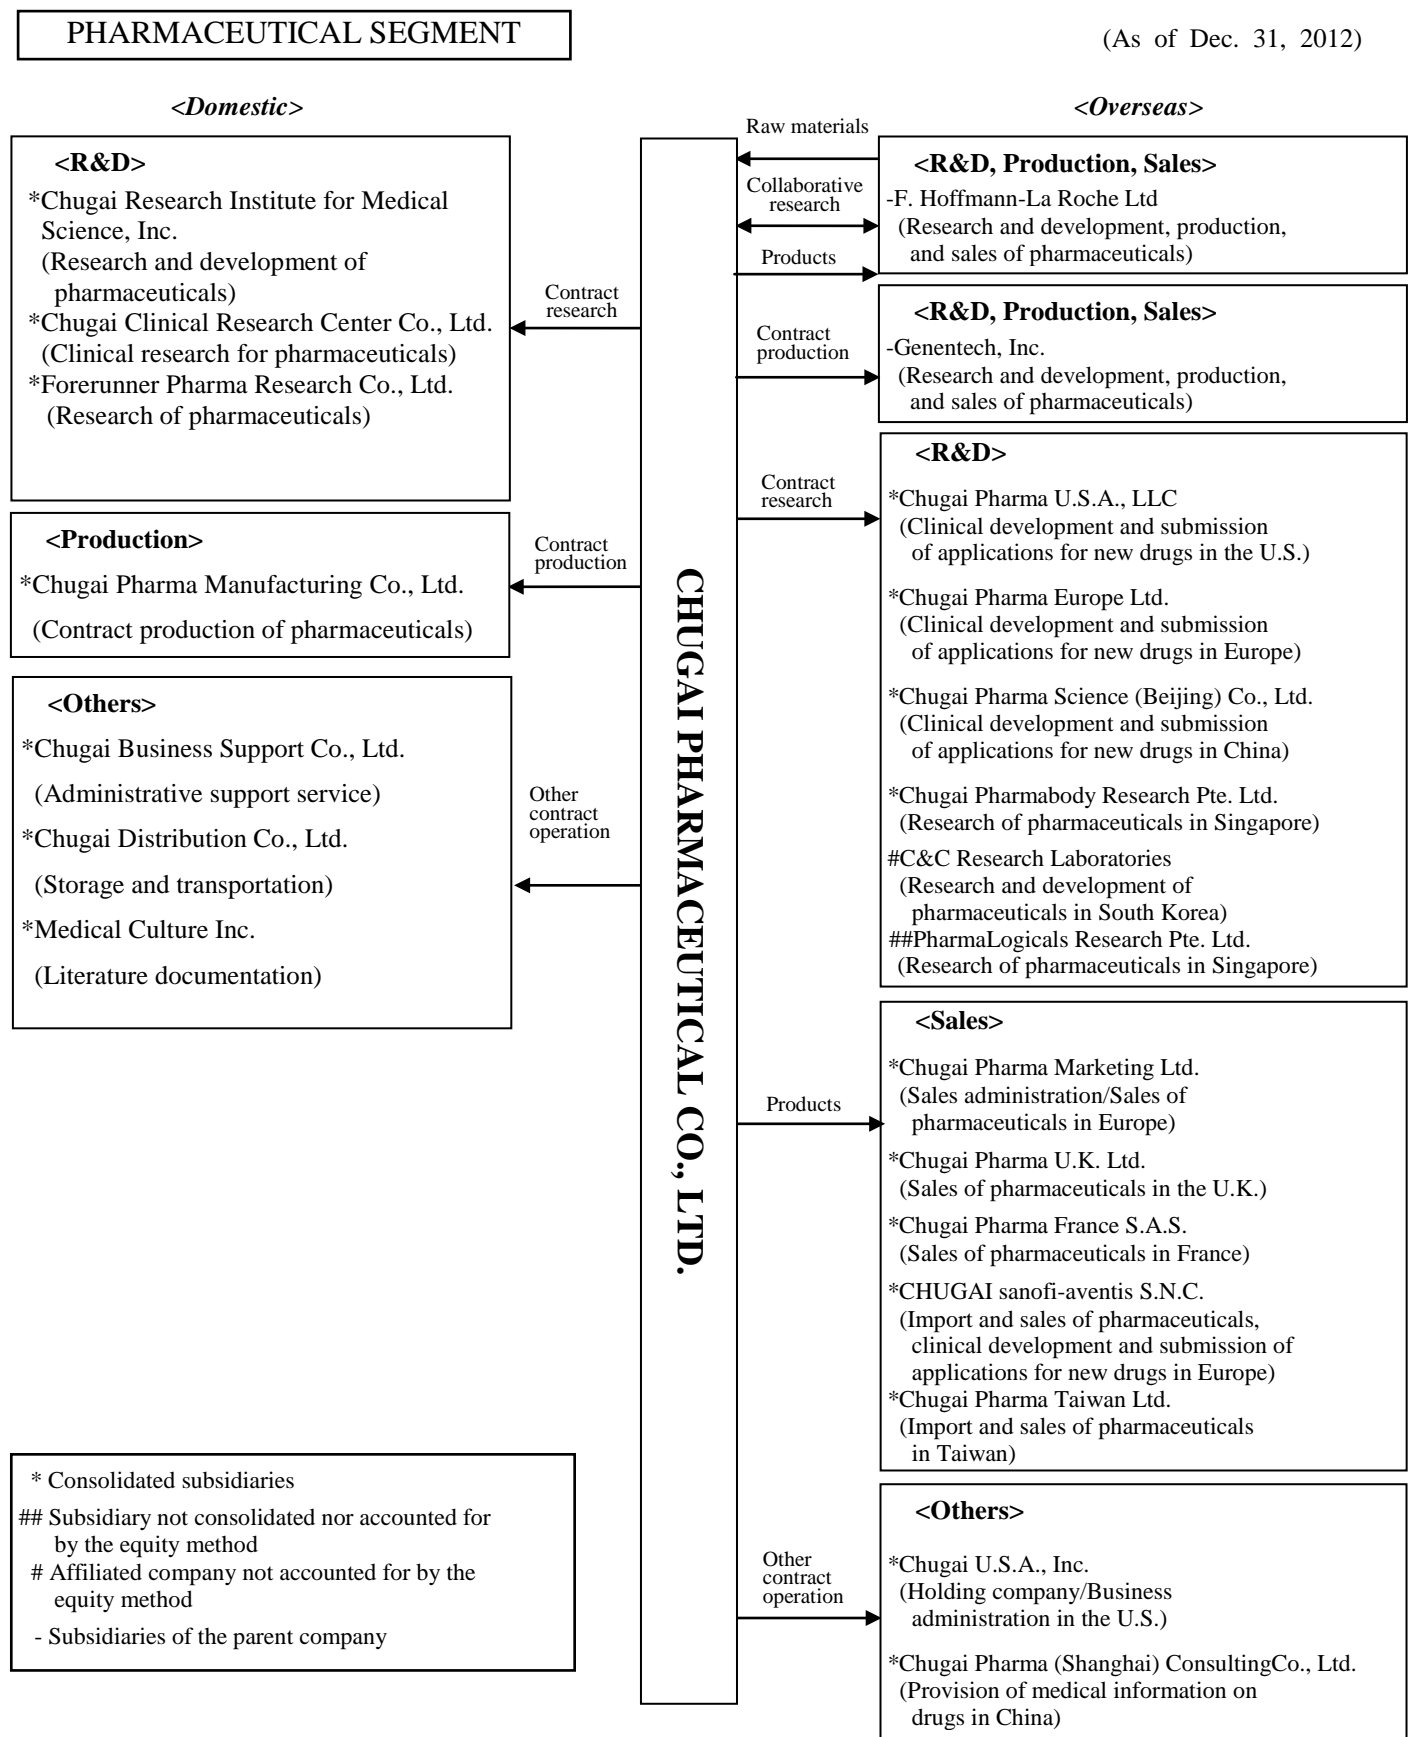 PHARMACEUTICAL SEGMENT
(As of Dec. 31, 2012)
<Domestic>
<R&D>
*Chugai Research Institute for Medical
Science, Inc.
(Research and development of
pharmaceuticals)
*Chugai Clinical Research Center Co., Ltd.
(Clinical research for pharmaceuticals)
*Forerunner Pharma Research Co., Ltd.
(Research of pharmaceuticals)
Contract
research
<Production>
*Chugai Pharma Manufacturing Co., Ltd.
(Contract production of pharmaceuticals)
Contract
production
<Others>
*Chugai Business Support Co., Ltd.
(Administrative support service)
*Chugai Distribution Co., Ltd.
(Storage and transportation)
*Medical Culture Inc.
(Literature documentation)
Other
contract
operation
CHUGAI PHARMACEUTICAL CO., LTD.
<Overseas>
Raw materials
Collaborative
research
Products
<R&D, Production, Sales>
-F. Hoffmann-La Roche Ltd
(Research and development, production,
and sales of pharmaceuticals)
Contract
production
<R&D, Production, Sales>
-Genentech, Inc.
(Research and development, production,
and sales of pharmaceuticals)
Contract
research
<R&D>
*Chugai Pharma U.S.A., LLC
(Clinical development and submission
of applications for new drugs in the U.S.)
*Chugai Pharma Europe Ltd.
(Clinical development and submission
of applications for new drugs in Europe)
*Chugai Pharma Science (Beijing) Co., Ltd.
(Clinical development and submission
of applications for new drugs in China)
*Chugai Pharmabody Research Pte. Ltd.
(Research of pharmaceuticals in Singapore)
#C&C Research Laboratories
(Research and development of
pharmaceuticals in South Korea)
##PharmaLogicals Research Pte. Ltd.
(Research of pharmaceuticals in Singapore)
Products
<Sales>
*Chugai Pharma Marketing Ltd.
(Sales administration/Sales of
pharmaceuticals in Europe)
*Chugai Pharma U.K. Ltd.
(Sales of pharmaceuticals in the U.K.)
*Chugai Pharma France S.A.S.
(Sales of pharmaceuticals in France)
*CHUGAI sanofi-aventis S.N.C.
(Import and sales of pharmaceuticals,
clinical development and submission of
applications for new drugs in Europe)
*Chugai Pharma Taiwan Ltd.
(Import and sales of pharmaceuticals
in Taiwan)
Other
contract
operation
<Others>
*Chugai U.S.A., Inc.
(Holding company/Business
administration in the U.S.)
*Chugai Pharma (Shanghai) ConsultingCo., Ltd.
(Provision of medical information on
drugs in China)
* Consolidated subsidiaries
## Subsidiary not consolidated nor accounted for
by the equity method
# Affiliated company not accounted for by the
equity method
- Subsidiaries of the parent company